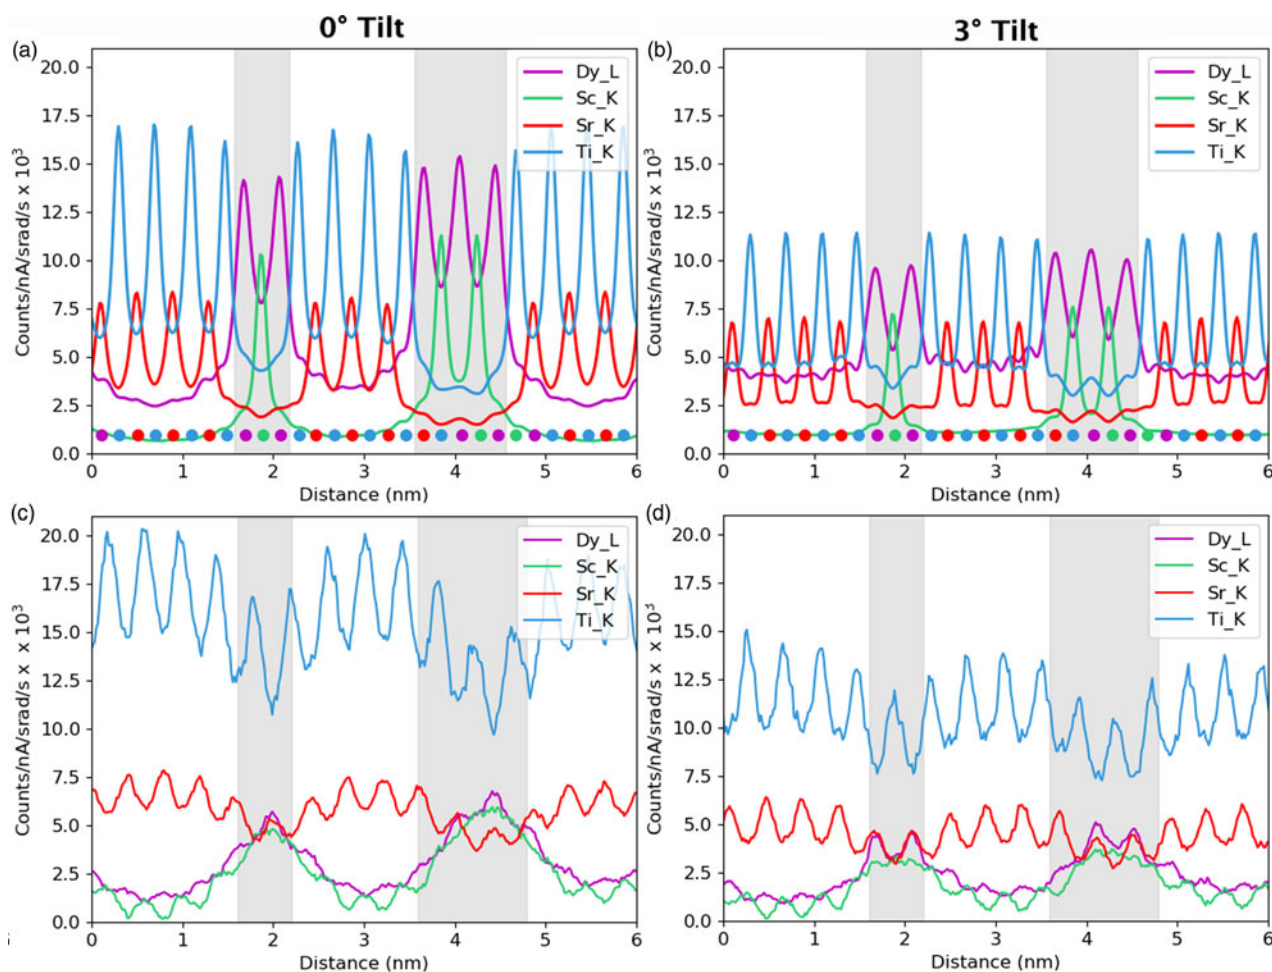 0° Tilt
3° Tilt
(a)
(b)
Dy_L
Sc_K
Sr_K
Ti_K
Dy_L
Sc_K
Sr_K
Ti_K
20.0
17.5
15.0
12.5
10.0
7.5
5.0
2.5
0.0
20.0
17.5
15.0
12.5
10.0
7.5
5.0
2.5
0.0
Counts/nA/srad/s x 10³
Counts/nA/srad/s x 10³
0 1 2 3 4 5 6
0 1 2 3 4 5 6
Distance (nm)
Distance (nm)
(c)
(d)
Dy_L
Sc_K
Sr_K
Ti_K
Dy_L
Sc_K
Sr_K
Ti_K
20.0
17.5
15.0
12.5
10.0
7.5
5.0
2.5
0.0
20.0
17.5
15.0
12.5
10.0
7.5
5.0
2.5
0.0
Counts/nA/srad/s x x 10³
Counts/nA/srad/s x x 10³
0 1 2 3 4 5 6
0 1 2 3 4 5 6
Distance (nm)
Distance (nm)